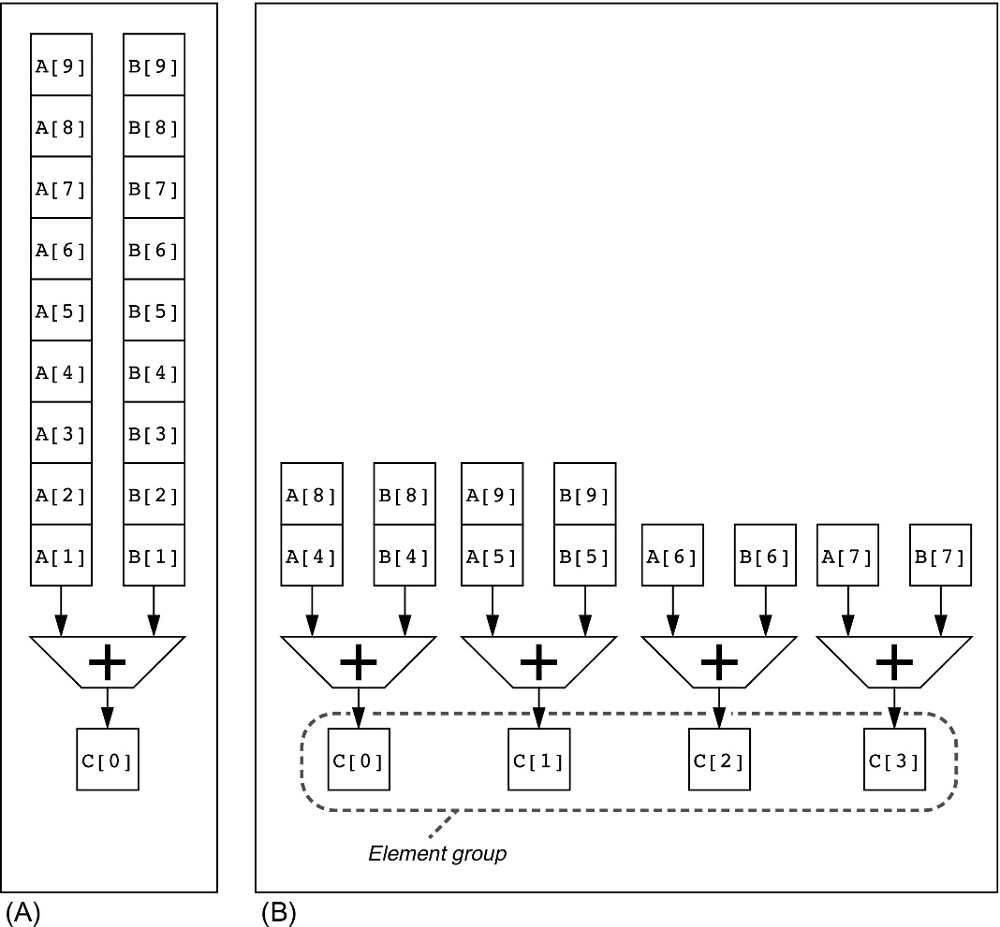 A[9] B[9]
A[8] B[8]
A[7] B[7]
A[6] B[6]
A[5] B[5]
A[4] B[4]
A[3] B[3]
A[2] B[2]
A[1] B[1]
+
C[0]
(A)
A[8] B[8] A[9] B[9]
A[4] B[4] A[5] B[5] A[6] B[6] A[7] B[7]
+ + + +
C[0] C[1] C[2] C[3]
Element group
(B)